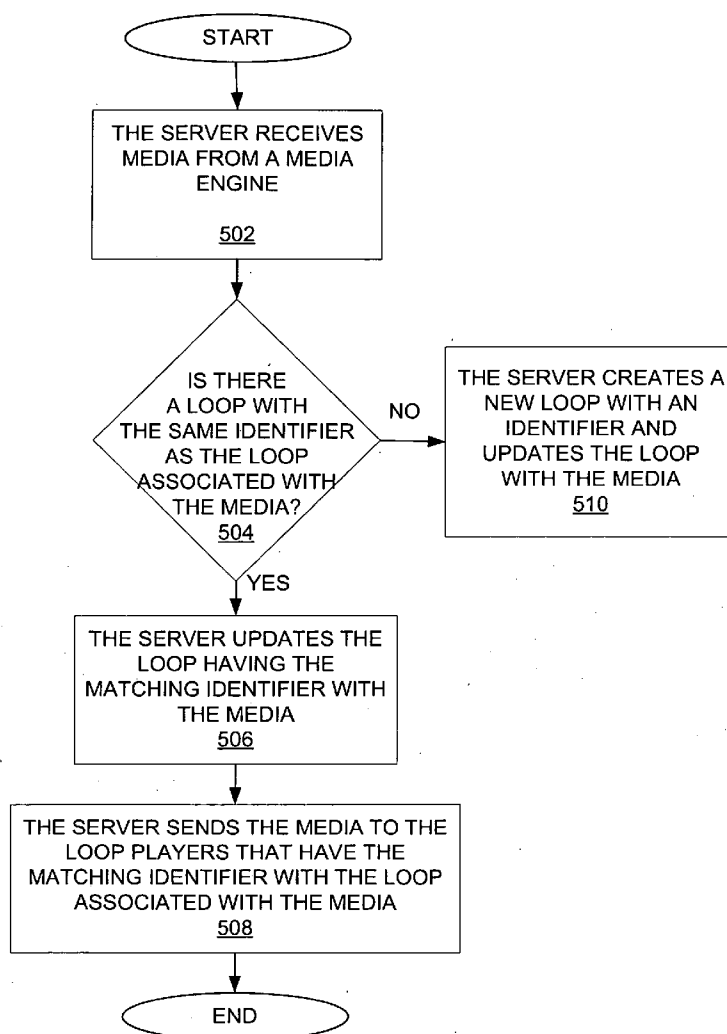 START
THE SERVER RECEIVES
MEDIA FROM A MEDIA
ENGINE
502
IS THERE
A LOOP WITH
THE SAME IDENTIFIER
AS THE LOOP
ASSOCIATED WITH
THE MEDIA?
504
NO
THE SERVER CREATES A
NEW LOOP WITH AN
IDENTIFIER AND
UPDATES THE LOOP
WITH THE MEDIA
510
YES
THE SERVER UPDATES THE
LOOP HAVING THE
MATCHING IDENTIFIER WITH
THE MEDIA
506
THE SERVER SENDS THE MEDIA TO THE
LOOP PLAYERS THAT HAVE THE
MATCHING IDENTIFIER WITH THE LOOP
ASSOCIATED WITH THE MEDIA
508
END